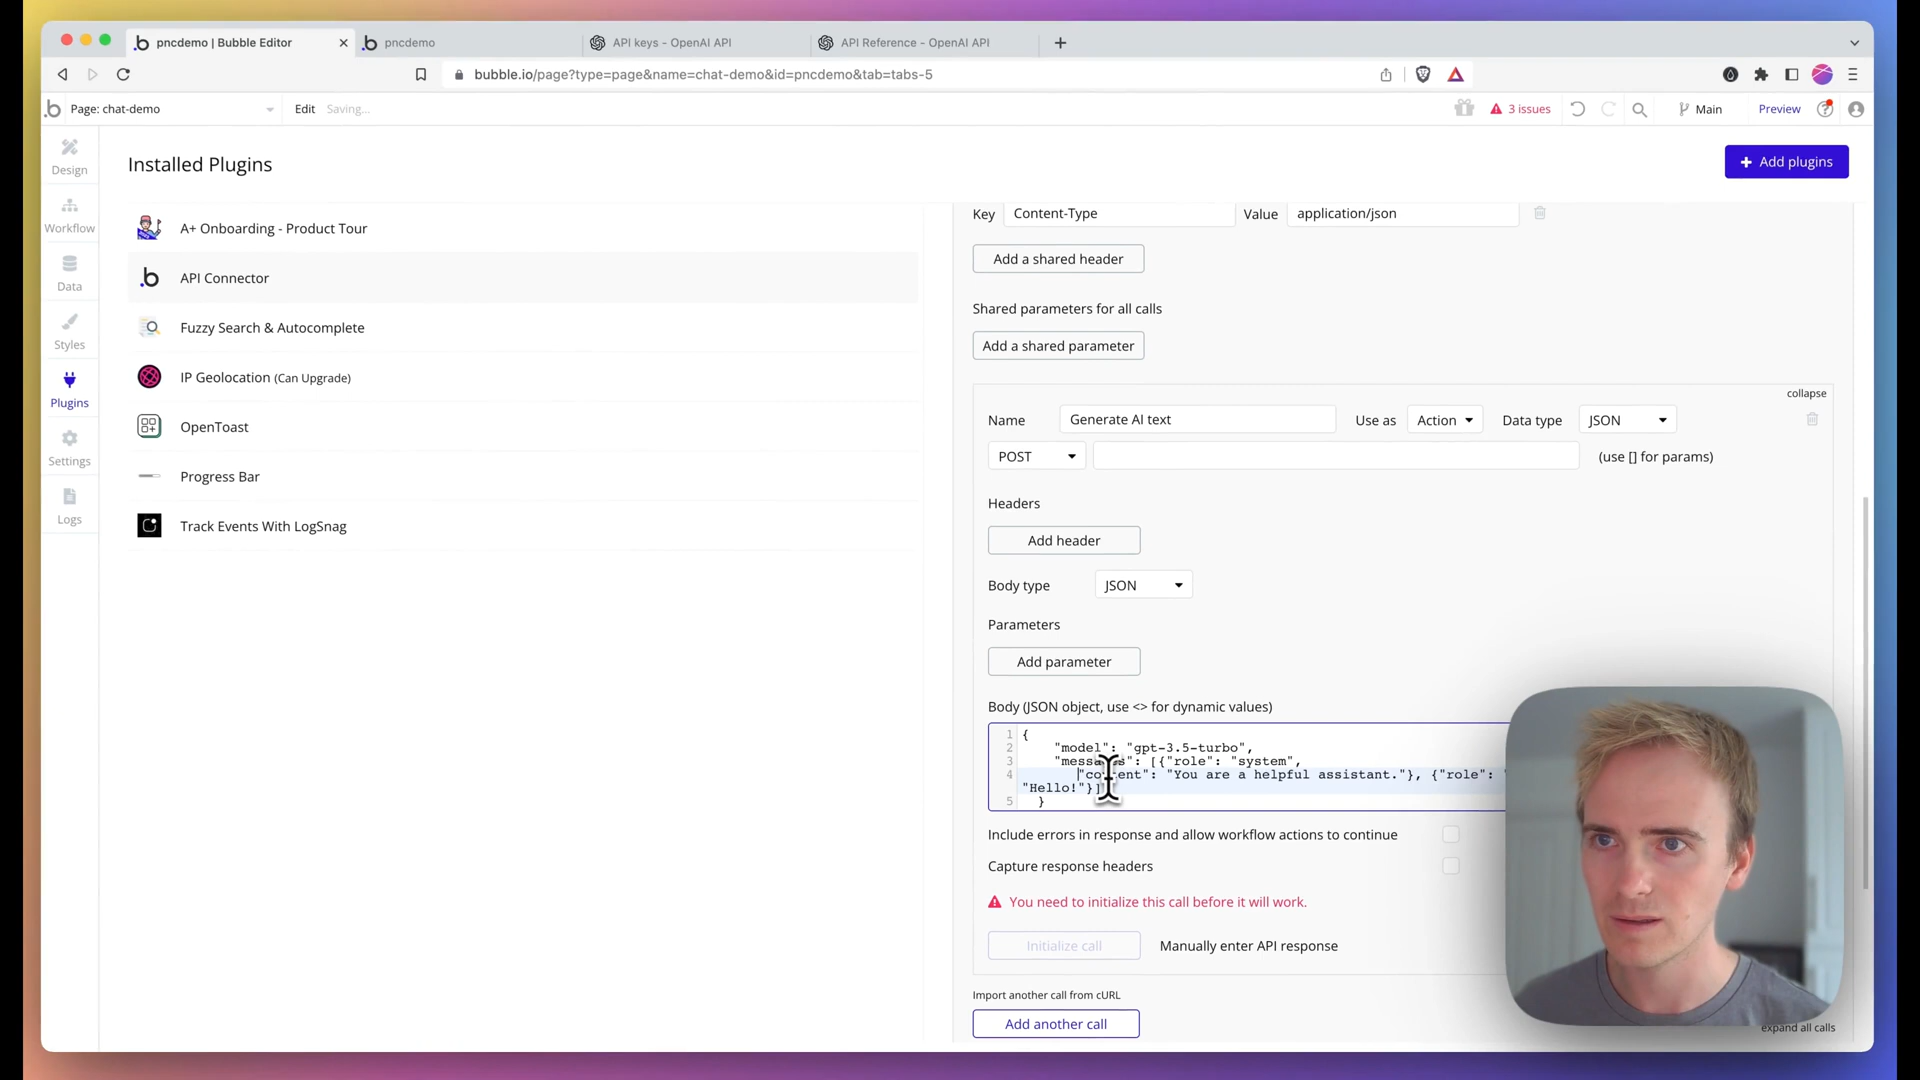 pncdemo | Bubble Editor
pncdemo
API keys - OpenAI API
API Reference - OpenAI API
bubble.io/page?type=page&name=chat-demo&id=pncdemo&tab=tabs-5
Page: chat-demo
Edit
Saving...
3 issues
Main
Preview
Design
Workflow
Data
Styles
Plugins
Settings
Logs
Installed Plugins
Add plugins
A+ Onboarding - Product Tour
API Connector
Fuzzy Search & Autocomplete
IP Geolocation (Can Upgrade)
OpenToast
Progress Bar
Track Events With LogSnag
Key Content-Type Value application/json
Add a shared header
Shared parameters for all calls
Add a shared parameter
collapse
Name Generate AI text Use as Action Data type JSON
POST (use [] for params)
Headers
Add header
Body type JSON
Parameters
Add parameter
Body (JSON object, use <> for dynamic values)
1 {
2 "model": "gpt-3.5-turbo",
3 "messages": [{"role": "system",
4 "content": "You are a helpful assistant."}, {"role": "
"Hello!"}]
5 }
Include errors in response and allow workflow actions to continue
Capture response headers
You need to initialize this call before it will work.
Initialize call Manually enter API response
Import another call from cURL
Add another call
expand all calls